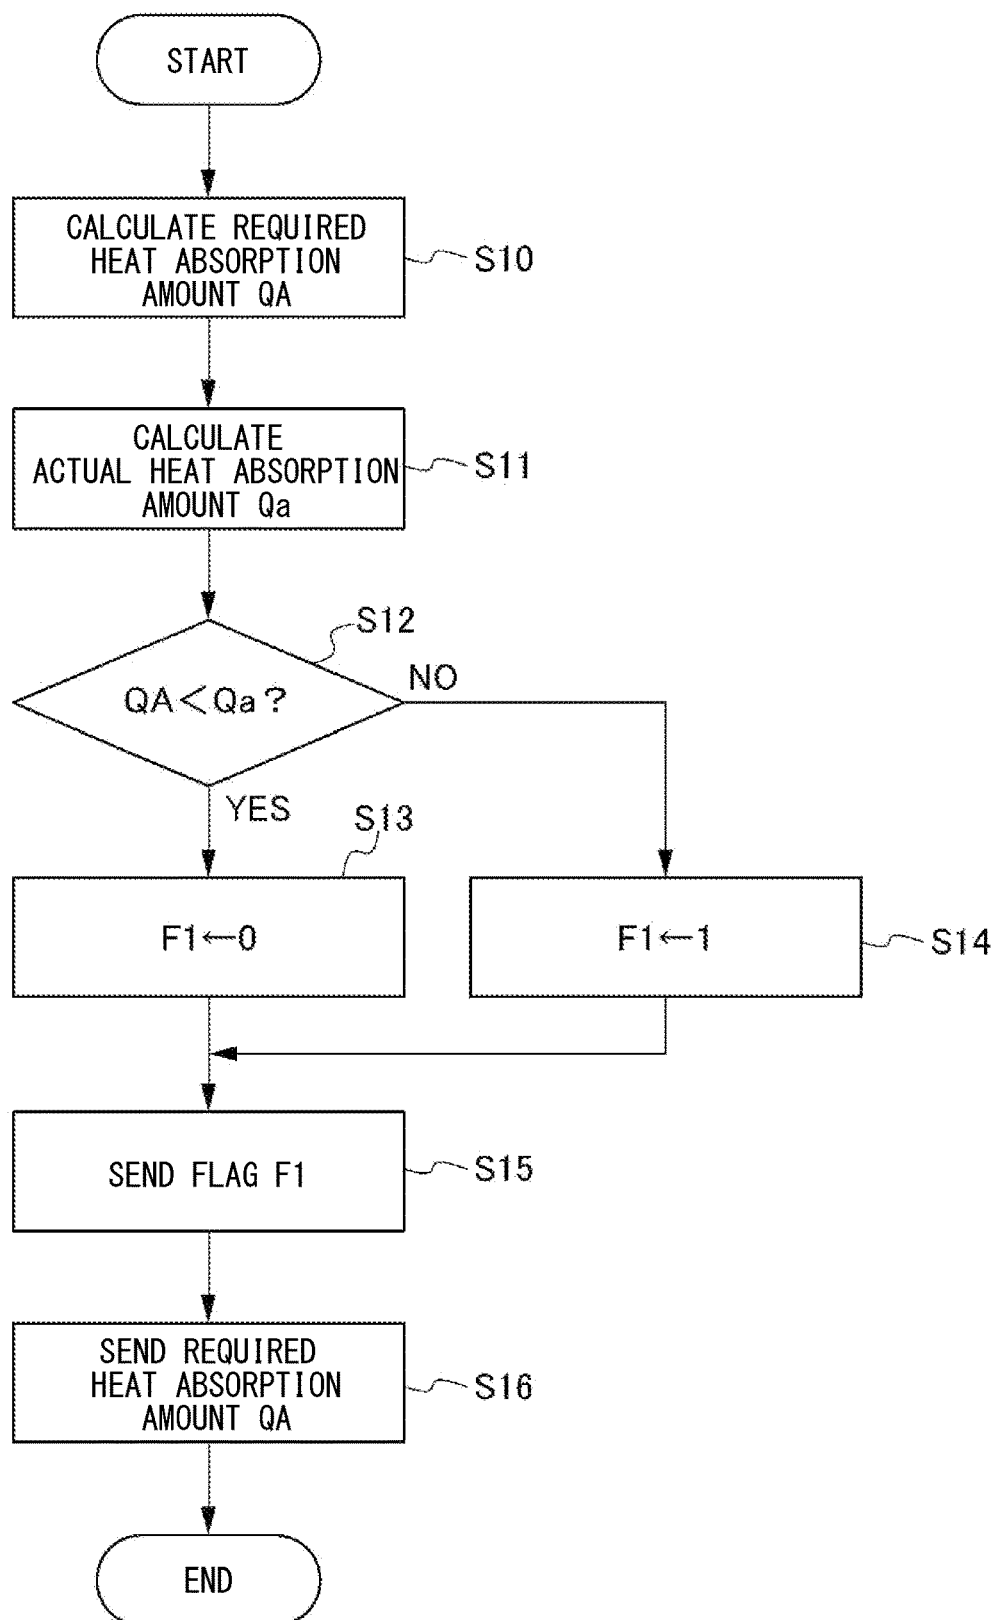 START
CALCULATE REQUIRED
HEAT ABSORPTION
AMOUNT QA
S10
CALCULATE
ACTUAL HEAT ABSORPTION
AMOUNT Qa
S11
S12
QA<Qa?
NO
YES
S13
F1←0
F1←1
S14
SEND FLAG F1
S15
SEND REQUIRED
HEAT ABSORPTION
AMOUNT QA
S16
END